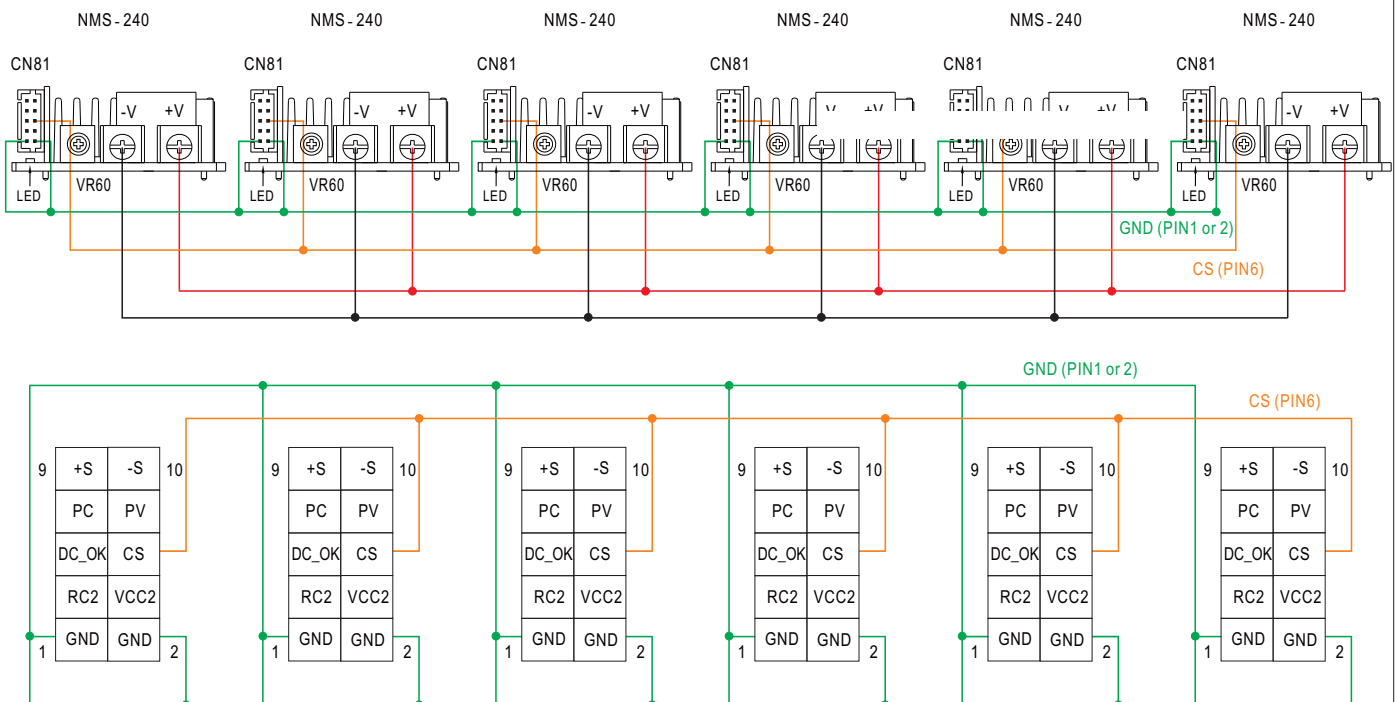 NMS-240 NMS-240 NMS-240 NMS-240 NMS-240 NMS-240
CN81 CN81 CN81 CN81 CN81 CN81
-V +V -V +V -V +V -V +V -V +V -V +V
LED VR60 LED VR60 LED VR60 LED VR60 LED VR60 LED VR60
GND (PIN1 or 2)
CS (PIN6)
GND (PIN1 or 2)
CS (PIN6)
9 +S -S 10 9 +S -S 10 9 +S -S 10 9 +S -S 10 9 +S -S 10 9 +S -S 10
PC PV PC PV PC PV PC PV PC PV PC PV
DC_OK CS DC_OK CS DC_OK CS DC_OK CS DC_OK CS DC_OK CS
RC2 VCC2 RC2 VCC2 RC2 VCC2 RC2 VCC2 RC2 VCC2 RC2 VCC2
1 GND GND 2 1 GND GND 2 1 GND GND 2 1 GND GND 2 1 GND GND 2 1 GND GND 2